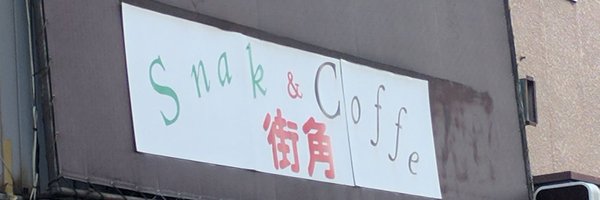 Snak & Coffe
街角